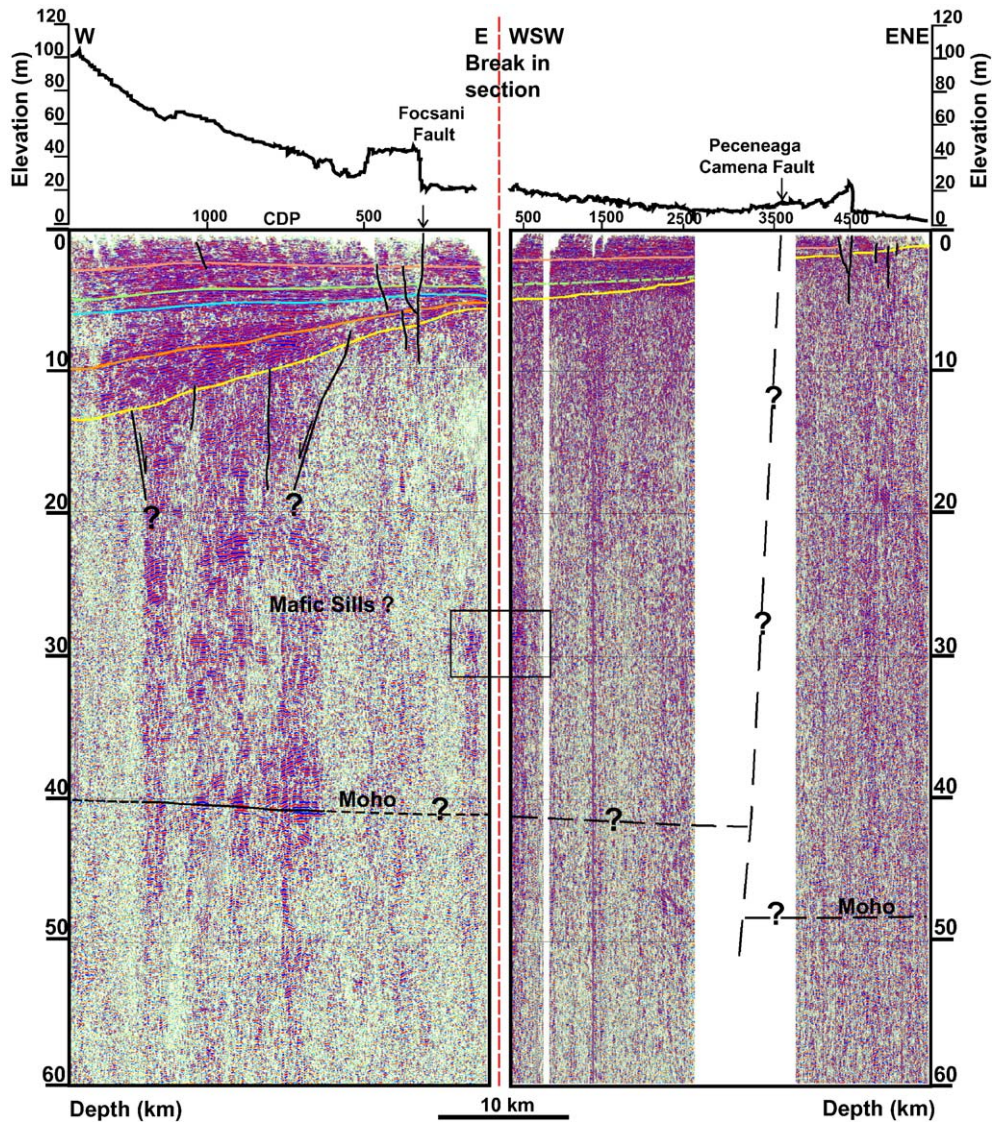 120
100
80
60
40
20
0
Elevation (m)
W
E
WSW
ENE
Break in
section
Focsani
Fault
Peceneaga
Camena Fault
120
100
80
60
40
20
0
Elevation (m)
1000
CDP
500
500
1500
2500
3500
4500
0
10
20
30
40
50
60
0
10
20
30
40
50
60
?
?
?
Mafic Sills ?
?
Moho
?
?
?
Moho
Depth (km)
10 km
Depth (km)